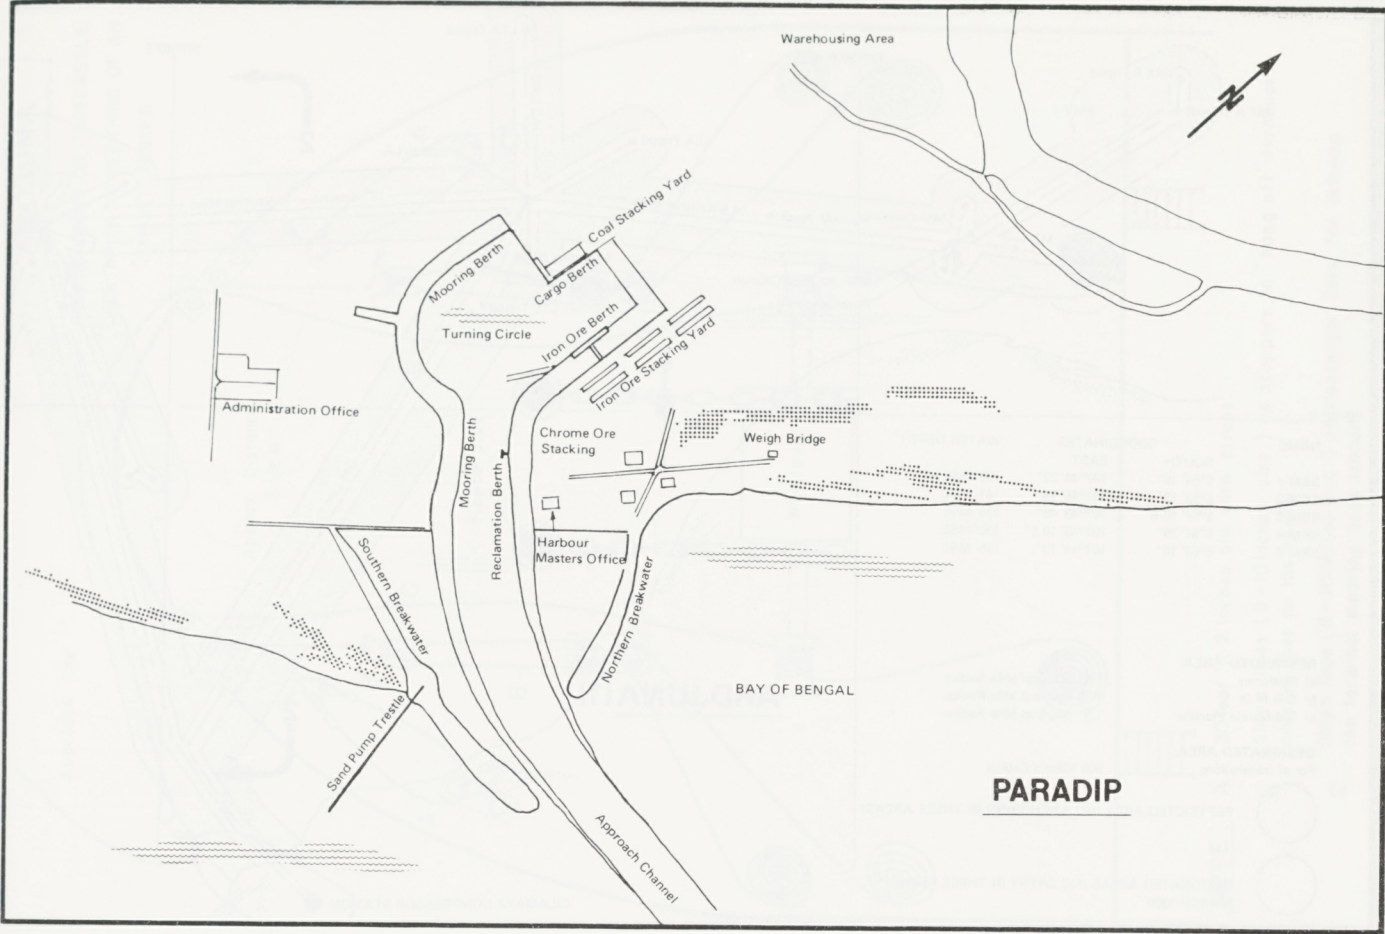 Warehousing Area
N
Coal Stacking Yard
Mooring Berth
Cargo Berth
Turning Circle
Iron Ore Berth
Iron Ore Stacking Yard
Administration Office
Chrome Ore
Stacking
Weigh Bridge
Mooring Berth
Reclamation Berth
Harbour
Masters Office
Southern Breakwater
Northern Breakwater
BAY OF BENGAL
Sand Pump Trestle
PARADIP
Approach Channel